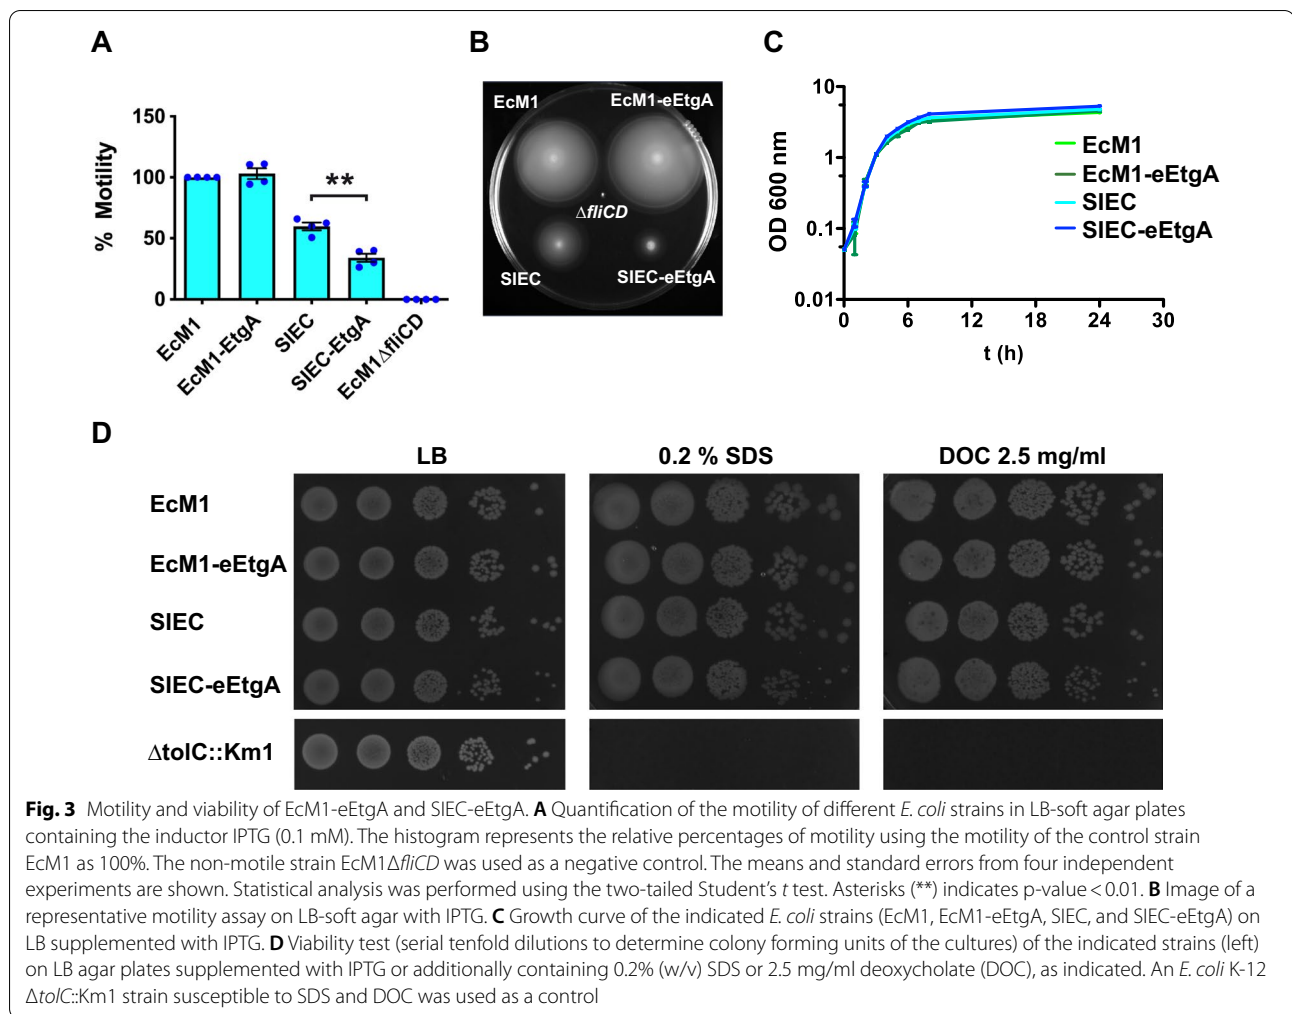 A
B
C
% Motility
150
100
50
0
**
EcM1
EcM1-EtgA
SIEC
SIEC-EtgA
EcM1ΔfliCD
EcM1
EcM1-eEtgA
ΔfliCD
SIEC
SIEC-eEtgA
OD 600 nm
10
1
0.1
0.01
0 6 12 18 24 30
t (h)
EcM1
EcM1-eEtgA
SIEC
SIEC-eEtgA
D
LB
0.2 % SDS
DOC 2.5 mg/ml
EcM1
EcM1-eEtgA
SIEC
SIEC-eEtgA
ΔtolC::Km1
Fig. 3 Motility and viability of EcM1-eEtgA and SIEC-eEtgA. A Quantification of the motility of different E. coli strains in LB-soft agar plates
containing the inductor IPTG (0.1 mM). The histogram represents the relative percentages of motility using the motility of the control strain
EcM1 as 100%. The non-motile strain EcM1ΔfliCD was used as a negative control. The means and standard errors from four independent
experiments are shown. Statistical analysis was performed using the two-tailed Student's t test. Asterisks (**) indicates p-value < 0.01. B Image of a
representative motility assay on LB-soft agar with IPTG. C Growth curve of the indicated E. coli strains (EcM1, EcM1-eEtgA, SIEC, and SIEC-eEtgA) on
LB supplemented with IPTG. D Viability test (serial tenfold dilutions to determine colony forming units of the cultures) of the indicated strains (left)
on LB agar plates supplemented with IPTG or additionally containing 0.2% (w/v) SDS or 2.5 mg/ml deoxycholate (DOC), as indicated. An E. coli K-12
ΔtolC::Km1 strain susceptible to SDS and DOC was used as a control